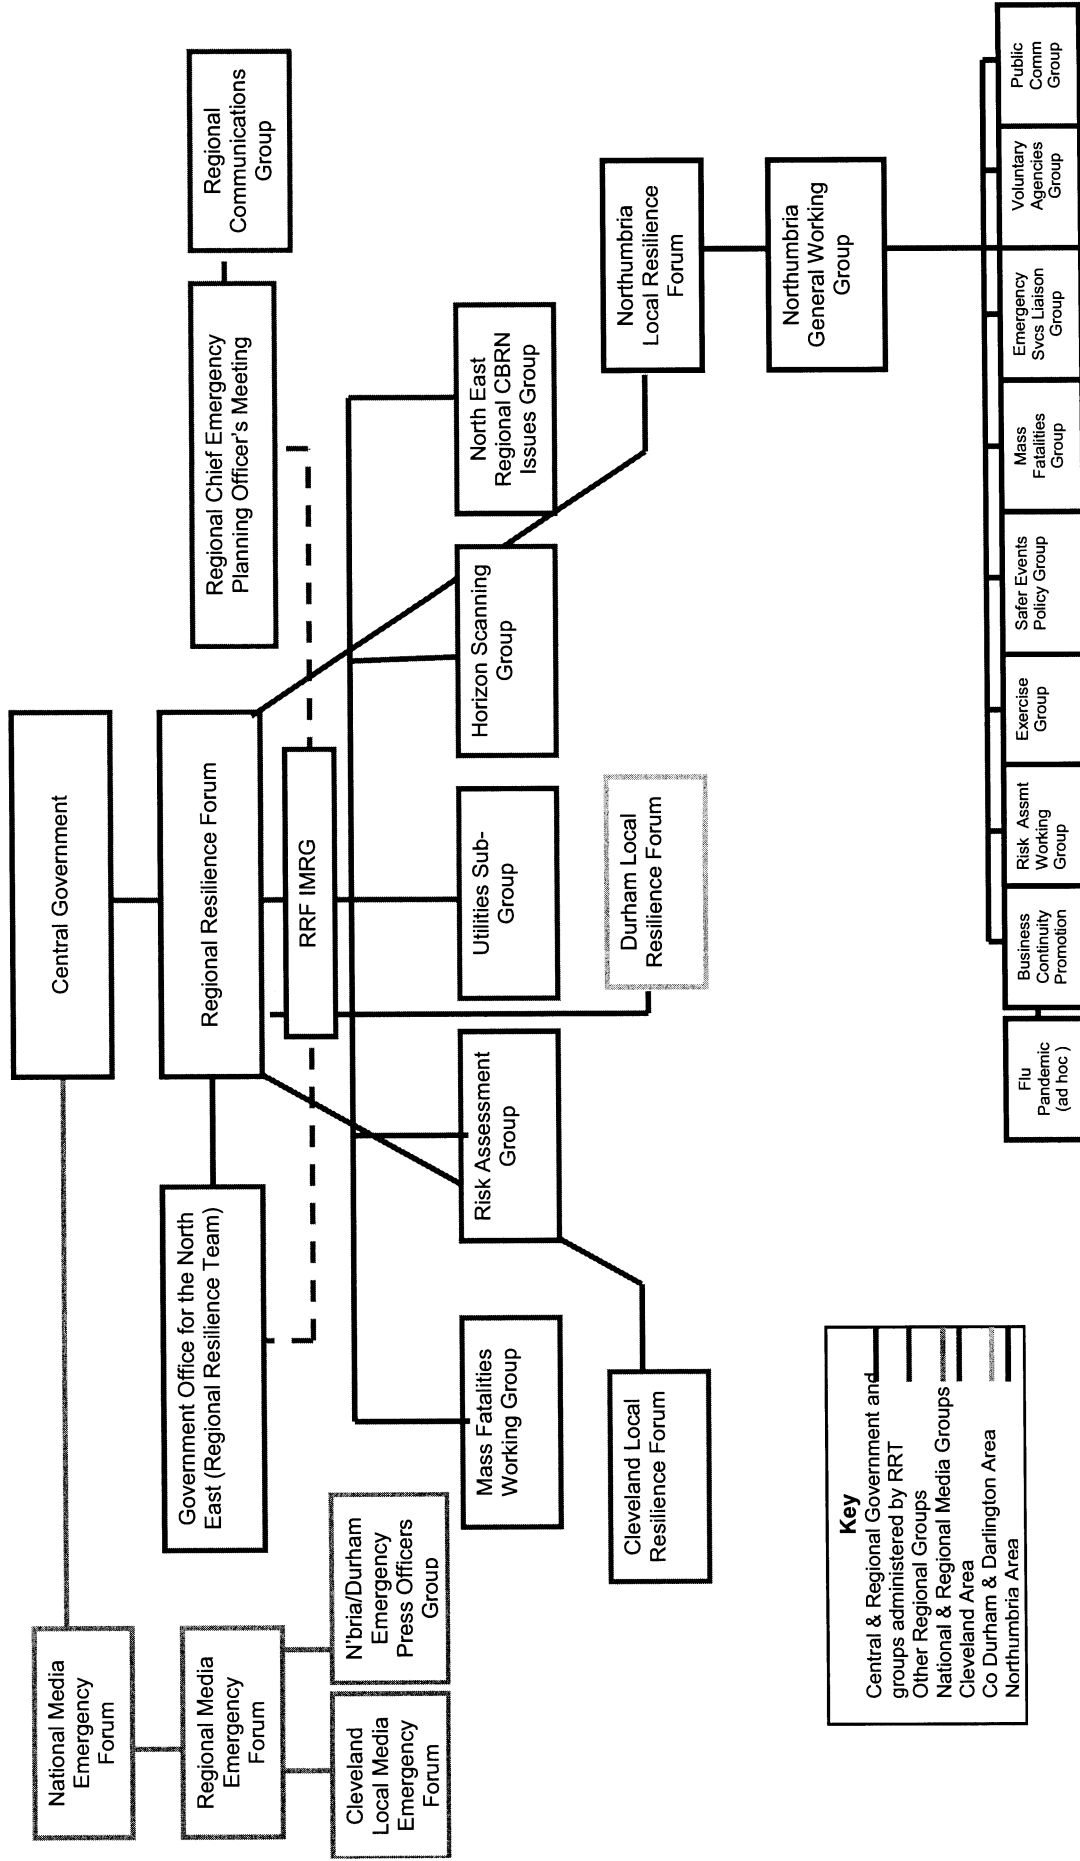 Central Government
National Media
Emergency
Forum
Regional Resilience Forum
Government Office for the North
East (Regional Resilience Team)
Regional Chief Emergency
Planning Officer's Meeting
Regional
Communications
Group
Regional Media
Emergency
Forum
RRF IMRG
Cleveland
Local Media
Emergency
Forum
N'bria/Durham
Emergency
Press Officers
Group
Mass Fatalities
Working Group
Risk Assessment
Group
Utilities Sub-
Group
Horizon Scanning
Group
North East
Regional CBRN
Issues Group
Cleveland Local
Resilience Forum
Durham Local
Resilience Forum
Northumbria
Local Resilience
Forum
Northumbria
General Working
Group
Key
Central & Regional Government and
groups administered by RRT
Other Regional Groups
National & Regional Media Groups
Cleveland Area
Co Durham & Darlington Area
Northumbria Area
Flu
Pandemic
(ad hoc )
Business
Continuity
Promotion
Risk Assmt
Working
Group
Exercise
Group
Safer Events
Policy Group
Mass
Fatalities
Group
Emergency
Svcs Liaison
Group
Voluntary
Agencies
Group
Public
Comm
Group